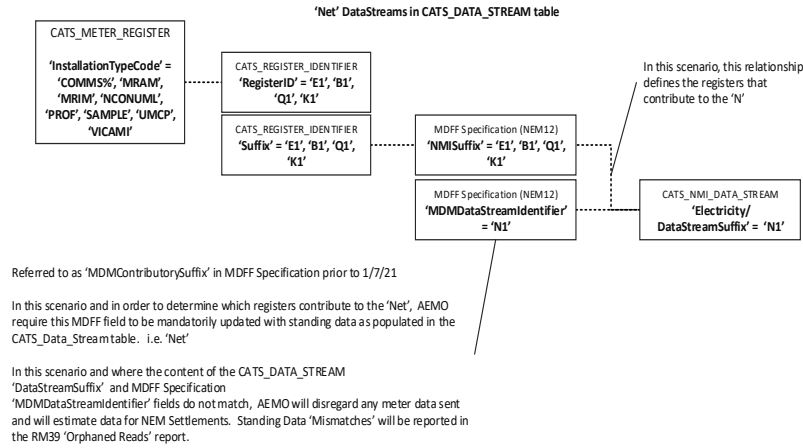 ‘Net’ DataStreams in CATS_DATA_STREAM table
CATS_METER_REGISTER
‘InstallationTypeCode’ =
‘COMMS%’, ‘MRAM,
‘MRIM’, ‘NCONUML’,
‘PROF’, ‘SAMPLE’, ‘UMCP’,
‘VICAMI’
CATS_REGISTER_IDENTIFIER
‘RegisterID’ = ‘E1’, ‘B1’,
‘Q1’, ‘K1’
CATS_REGISTER_IDENTIFIER
‘Suffix’ = ‘E1’, ‘B1’, ‘Q1’,
‘K1’
MDFF Specification (NEM12)
‘NMISuffix’ = ‘E1’, ‘B1’, ‘Q1’,
‘K1’
MDFF Specification (NEM12)
‘MDMDataStreamIdentifier’
= ‘N1’
In this scenario, this relationship
defines the registers that
contribute to the ‘N’
CATS_NMI_DATA_STREAM
‘Electricity/
DataStreamSuffix’ = ‘N1’
Referred to as ‘MDMContributorySuffix’ in MDFF Specification prior to 1/7/21
In this scenario and in order to determine which registers contribute to the ‘Net’, AEMO
require this MDFF field to be mandatorily updated with standing data as populated in the
CATS_Data_Stream table. i.e. ‘Net’
In this scenario and where the content of the CATS_DATA_STREAM
‘DataStreamSuffix’ and MDFF Specification
‘MDMDataStreamIdentifier’ fields do not match, AEMO will disregard any meter data sent
and will estimate data for NEM Settlements. Standing Data ‘Mismatches’ will be reported in
the RM39 ‘Orphaned Reads’ report.